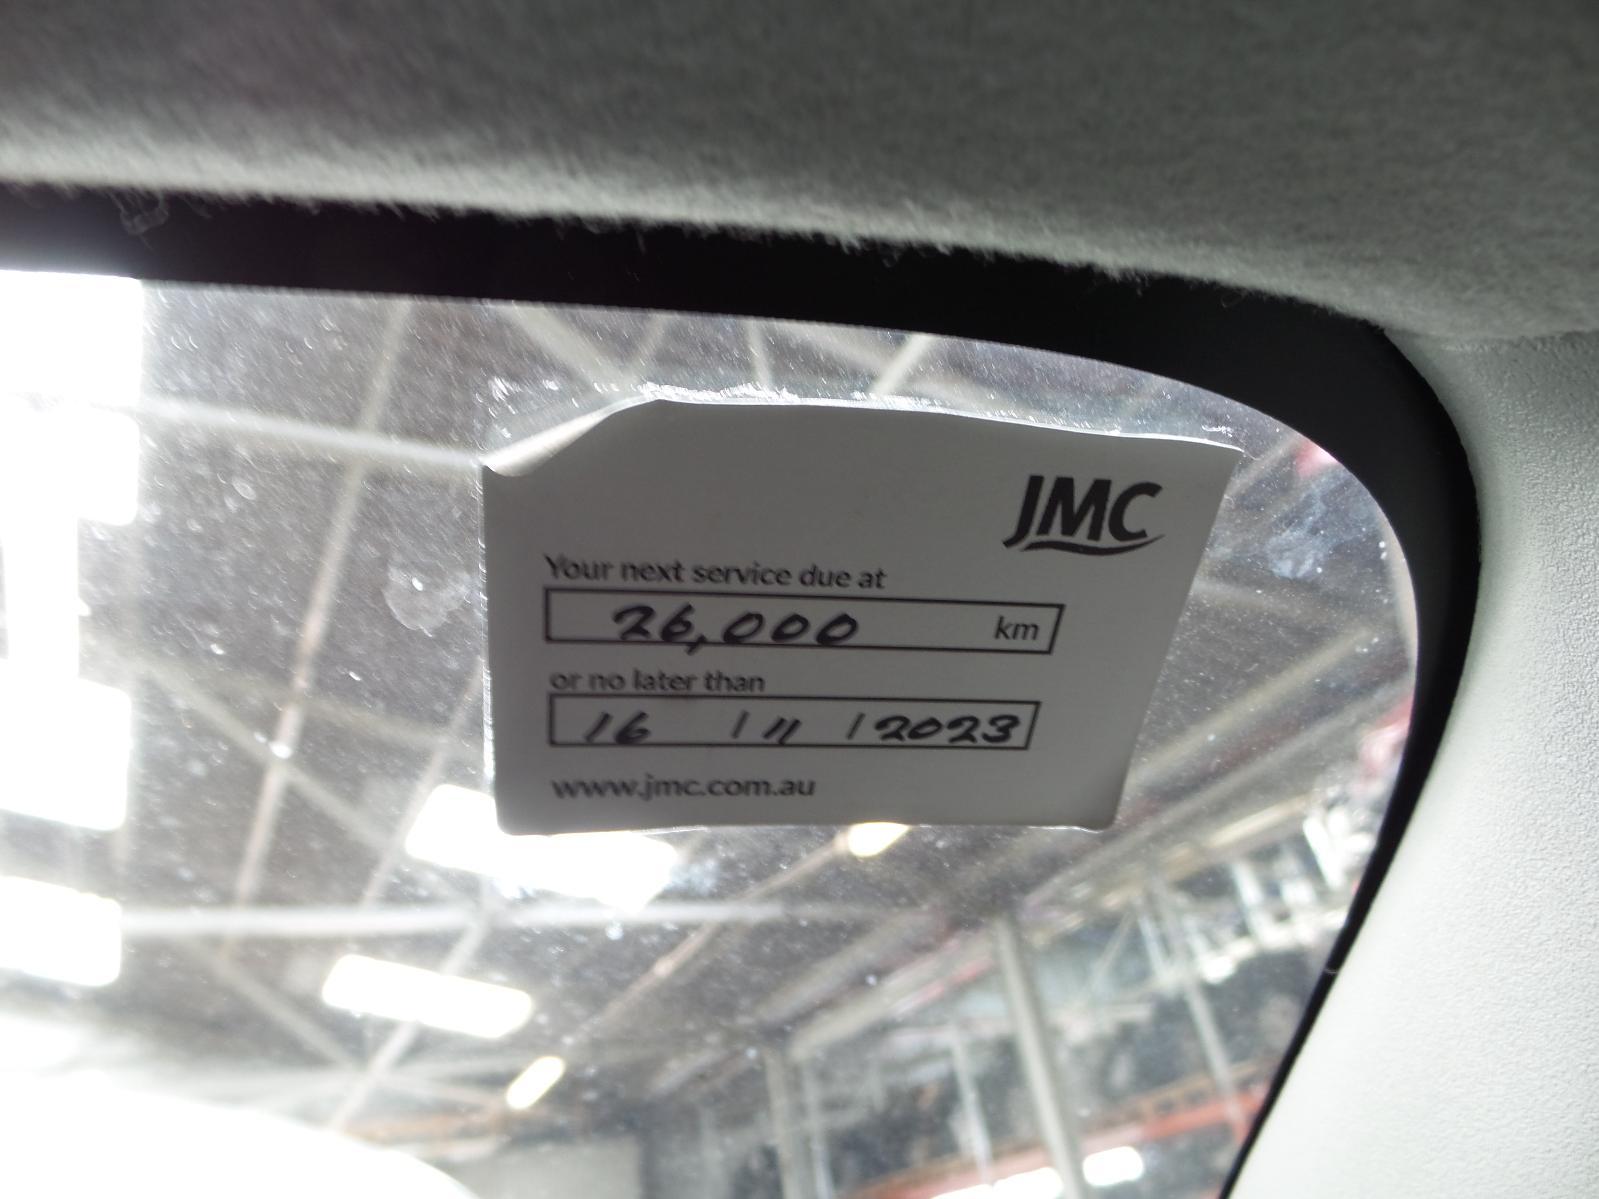 JMC
Your next service due at
26,000 km
or no later than
16 / 11 / 2023
www.jmc.com.au